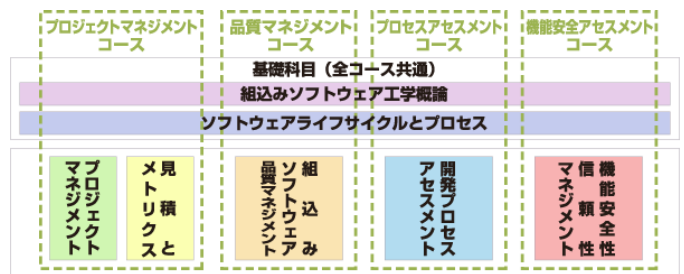 プロジェクトマネジメント
コース
品質マネジメント
コース
プロセスアセスメント
コース
機能安全アセスメント
コース
基礎科目（全コース共通）
組込みソフトウェア工学概論
ソフトウェアライフサイクルとプロセス
プロジェクト
マネジメント
見積と
メトリクス
組込み
ソフトウェア
品質マネジメント
開発プロセス
アセスメント
機能安全性
信頼性
マネジメント